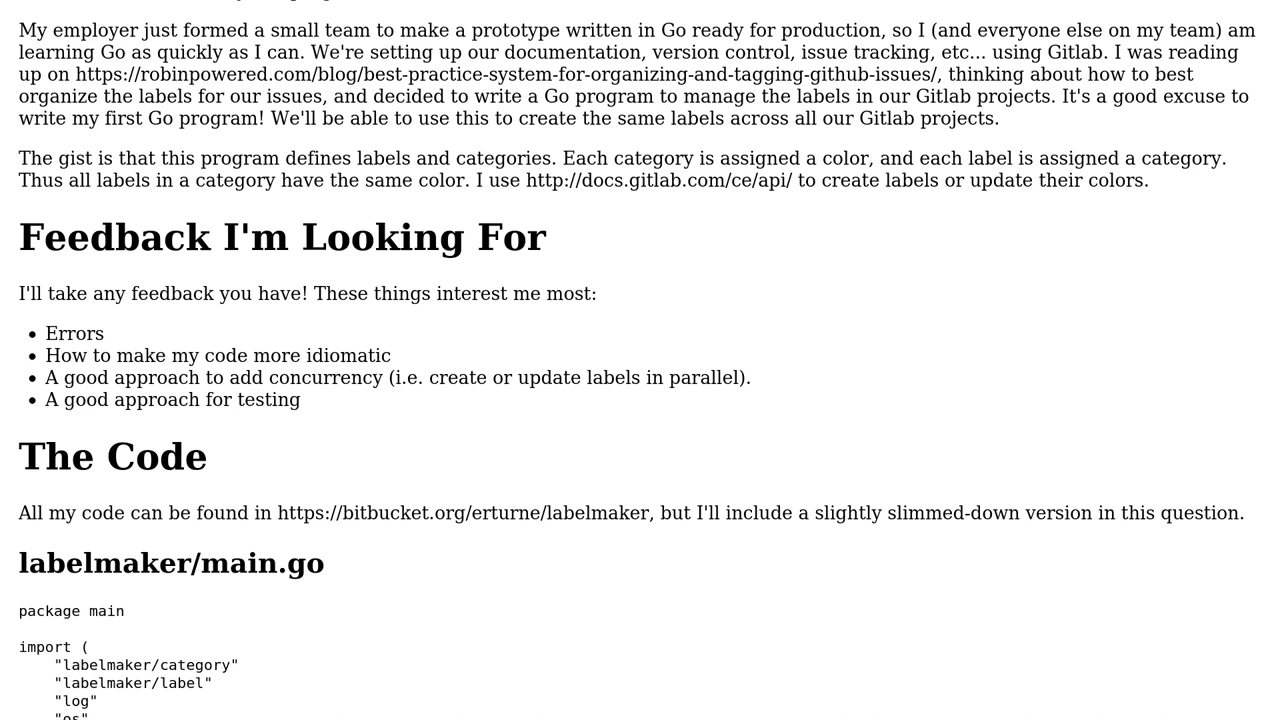 My employer just formed a small team to make a prototype written in Go ready for production, so I (and everyone else on my team) am
learning Go as quickly as I can. We're setting up our documentation, version control, issue tracking, etc... using Gitlab. I was reading
up on https://robinpowered.com/blog/best-practice-system-for-organizing-and-tagging-github-issues/, thinking about how to best
organize the labels for our issues, and decided to write a Go program to manage the labels in our Gitlab projects. It's a good excuse to
write my first Go program! We'll be able to use this to create the same labels across all our Gitlab projects.
The gist is that this program defines labels and categories. Each category is assigned a color, and each label is assigned a category.
Thus all labels in a category have the same color. I use http://docs.gitlab.com/ce/api/ to create labels or update their colors.
Feedback I'm Looking For
I'll take any feedback you have! These things interest me most:
• Errors
• How to make my code more idiomatic
• A good approach to add concurrency (i.e. create or update labels in parallel).
• A good approach for testing
The Code
All my code can be found in https://bitbucket.org/erturne/labelmaker, but I'll include a slightly slimmed-down version in this question.
labelmaker/main.go
package main
import (
"labelmaker/category"
"labelmaker/label"
"log"
"os"